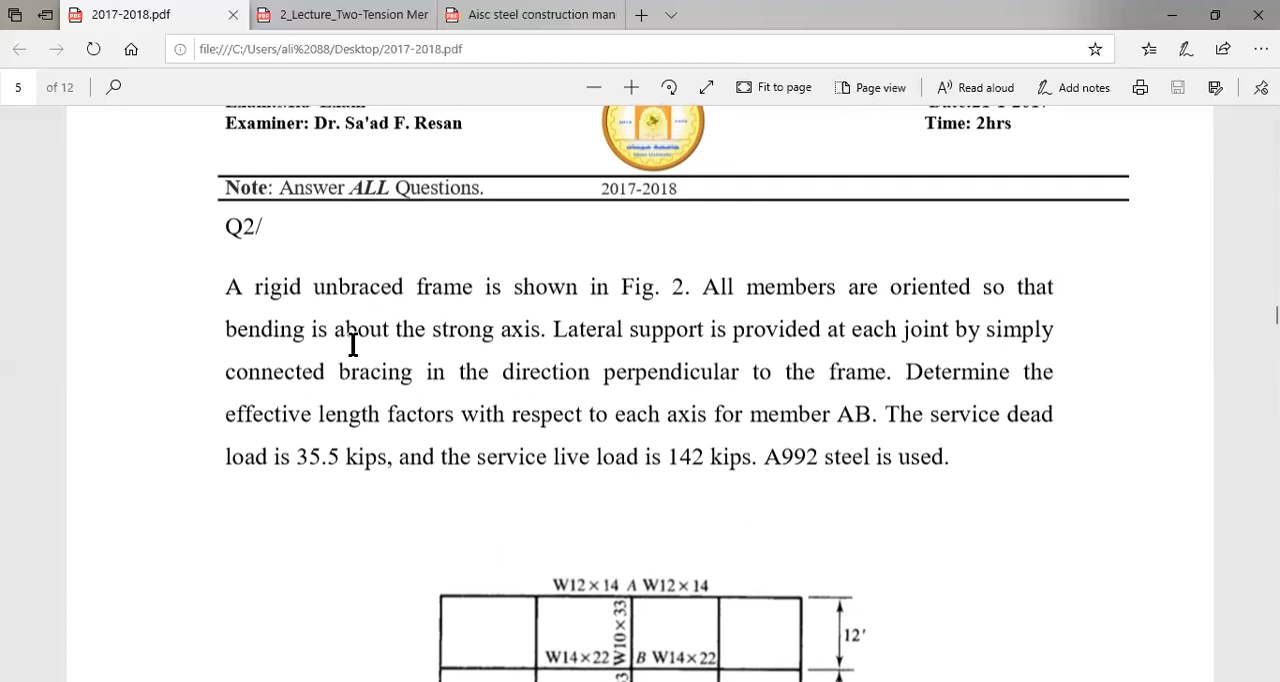 2017-2018.pdf
2_Lecture_Two-Tension Mer
Aisc steel construction man
file:///C:/Users/ali%2088/Desktop/2017-2018.pdf
5 of 12
Fit to page
Page view
Read aloud
Add notes
Examiner: Dr. Sa'ad F. Resan
Time: 2hrs
Note: Answer ALL Questions.
2017-2018
Q2/
A rigid unbraced frame is shown in Fig. 2. All members are oriented so that
bending is about the strong axis. Lateral support is provided at each joint by simply
connected bracing in the direction perpendicular to the frame. Determine the
effective length factors with respect to each axis for member AB. The service dead
load is 35.5 kips, and the service live load is 142 kips. A992 steel is used.
W12 × 14 A W12 × 14
W10 × 33
12'
W14 × 22
B W14 × 22